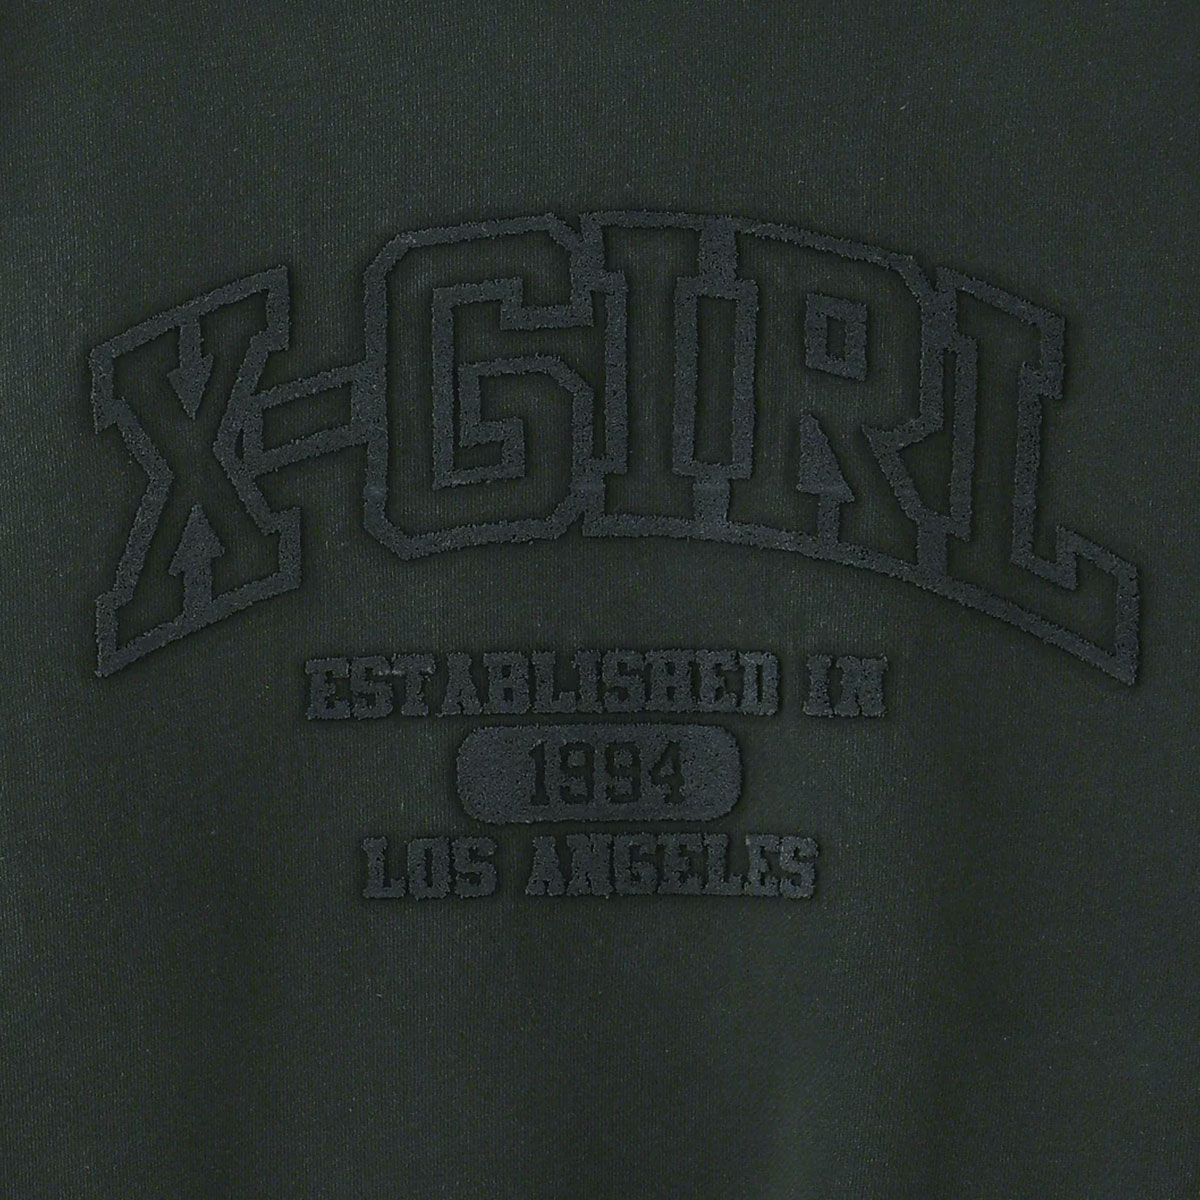 X-GIRL
ESTABLISHED IN
1994
LOS ANGELES